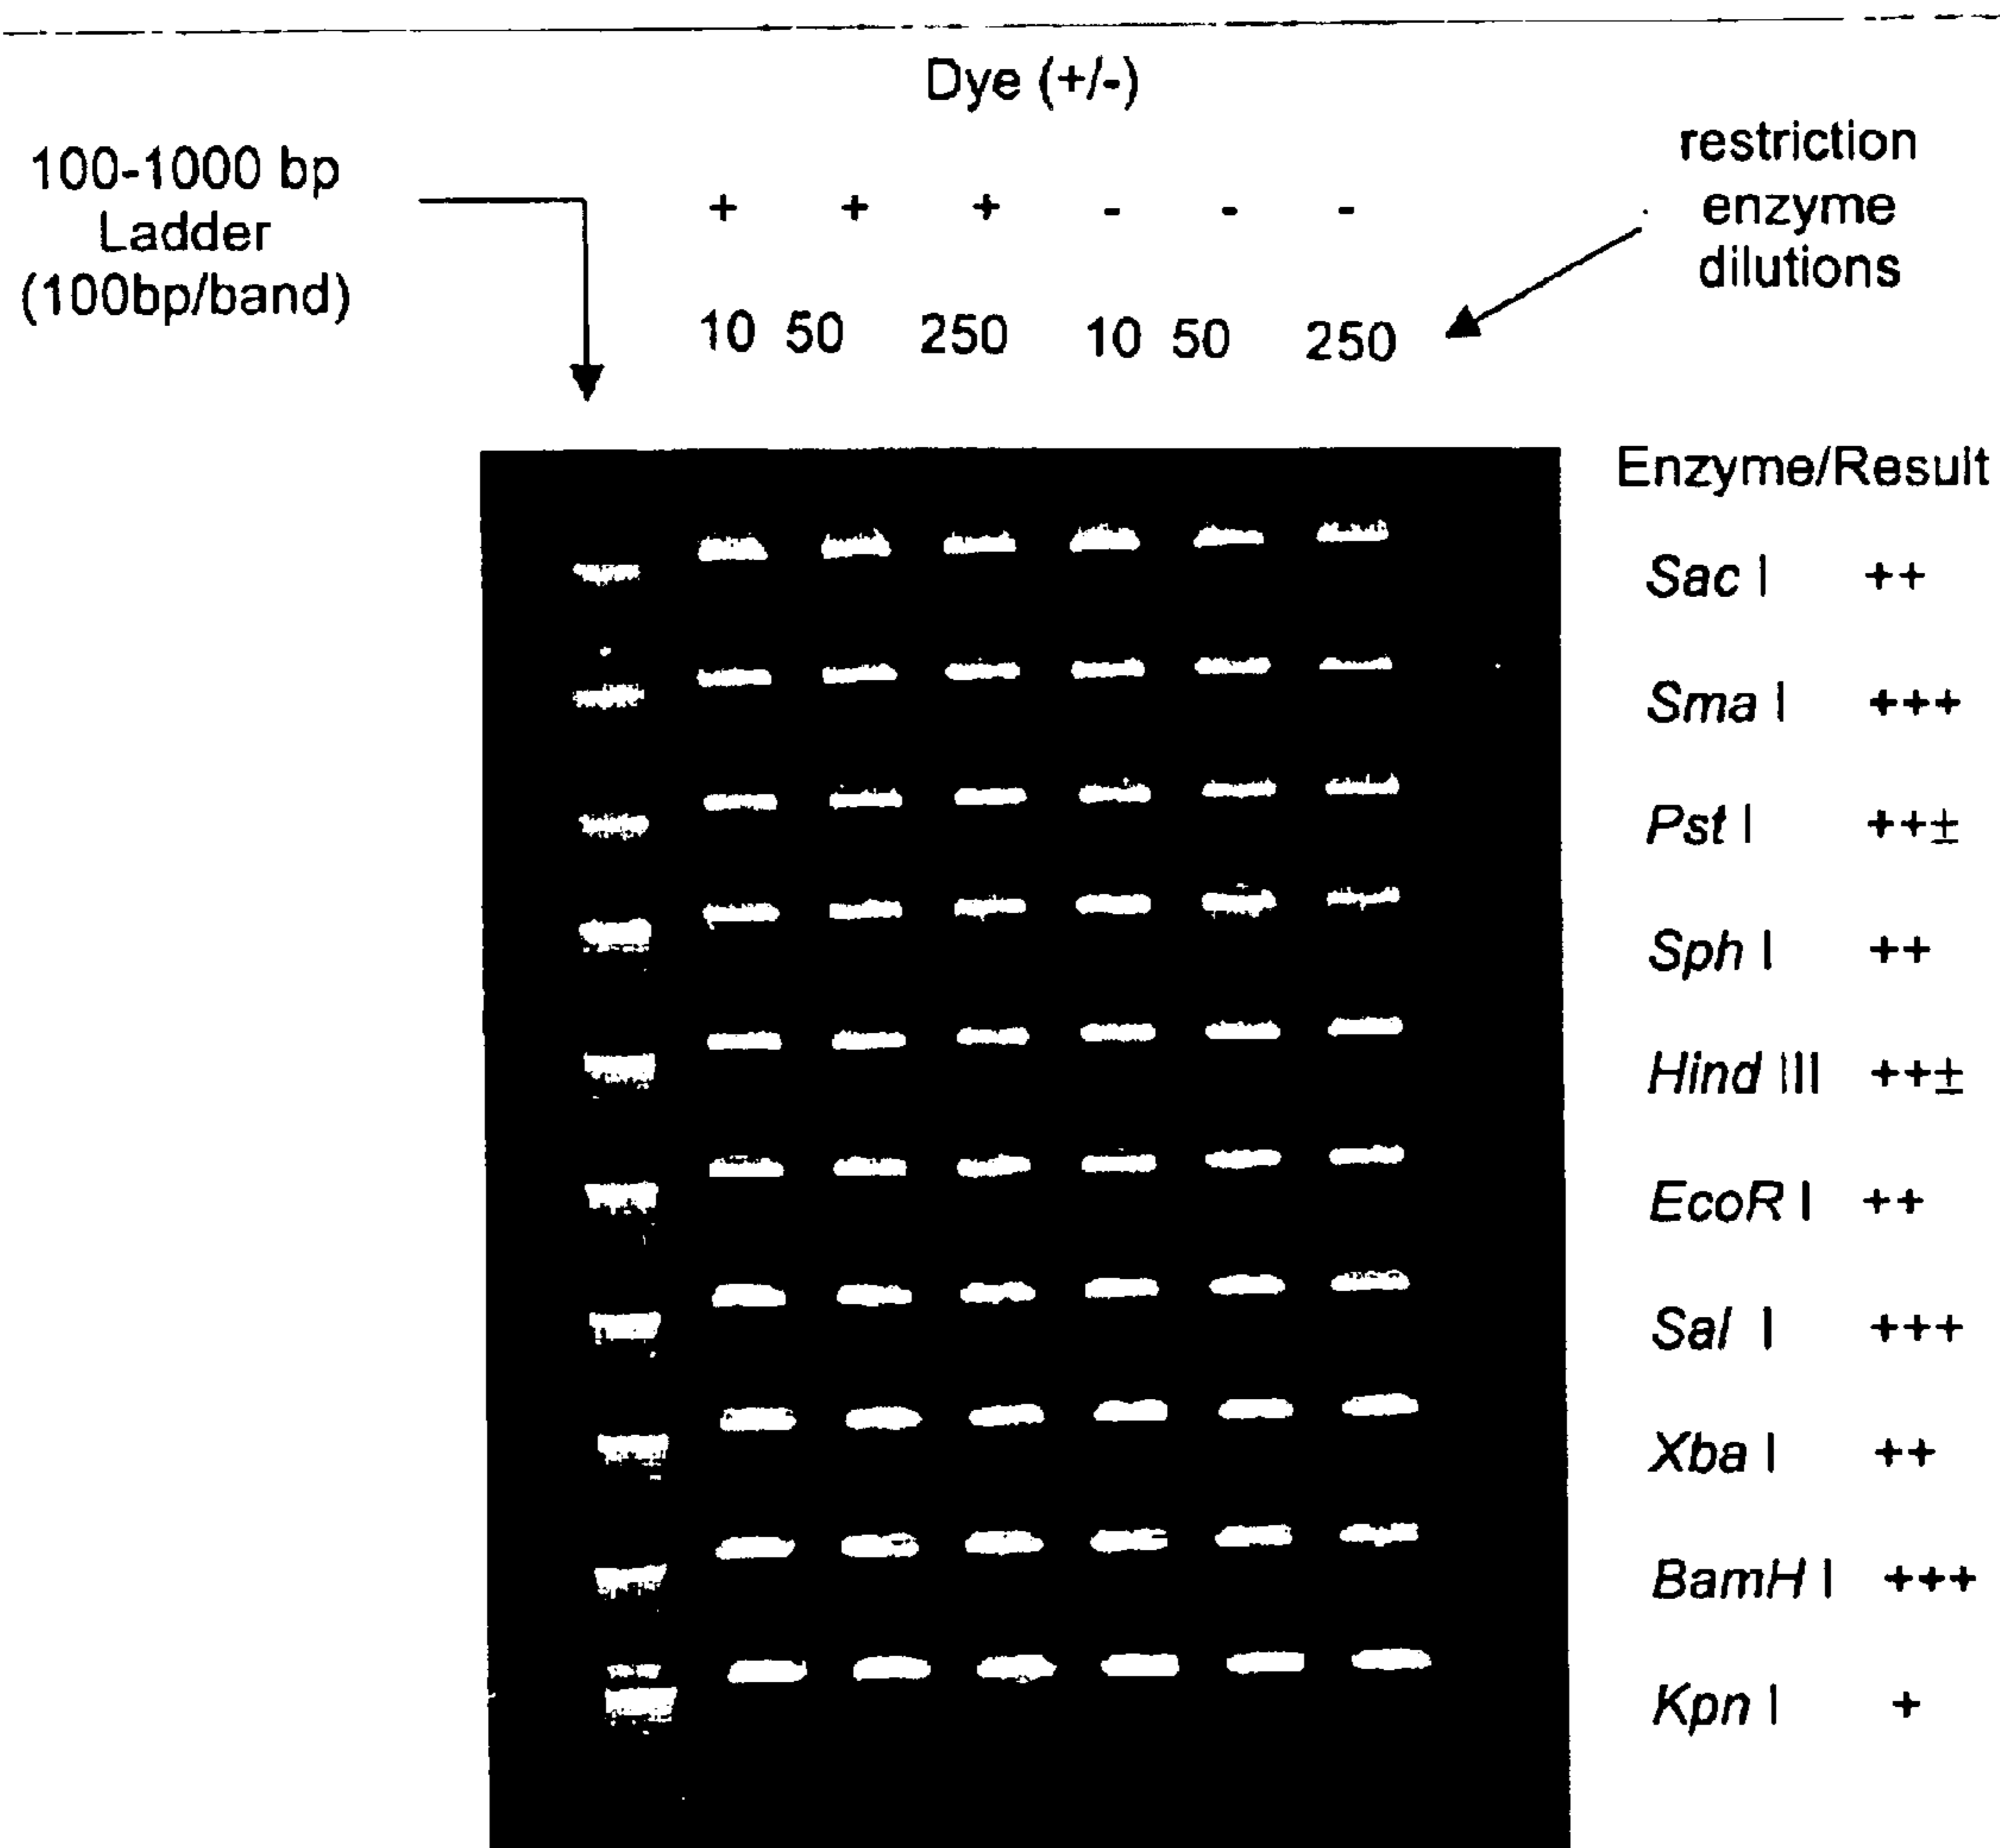 Dye (+/-)
100-1000 bp
Ladder
(100bp/band)
+ + + - - -
restriction
enzyme
dilutions
10 50 250 10 50 250
Enzyme/Result
Sac I ++
Sma I +++
Pst I ++±
Sph I ++
Hind III ++±
EcoR I ++
Sal I +++
Xba I ++
BamH I +++
Kpn I +